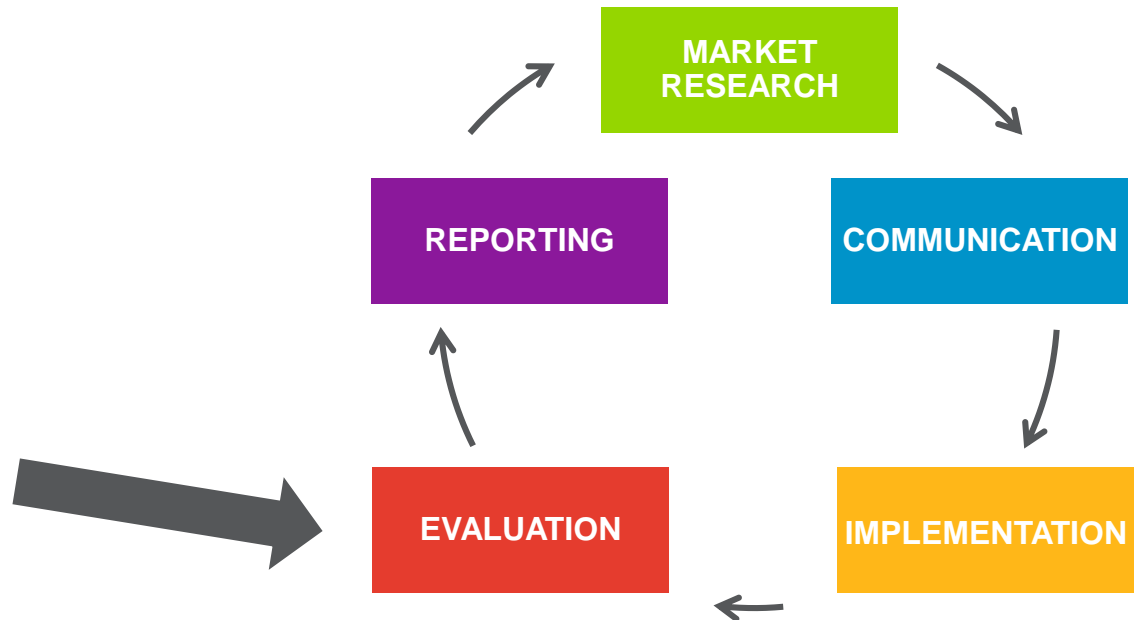 MARKET
RESEARCH
REPORTING
COMMUNICATION
EVALUATION
IMPLEMENTATION